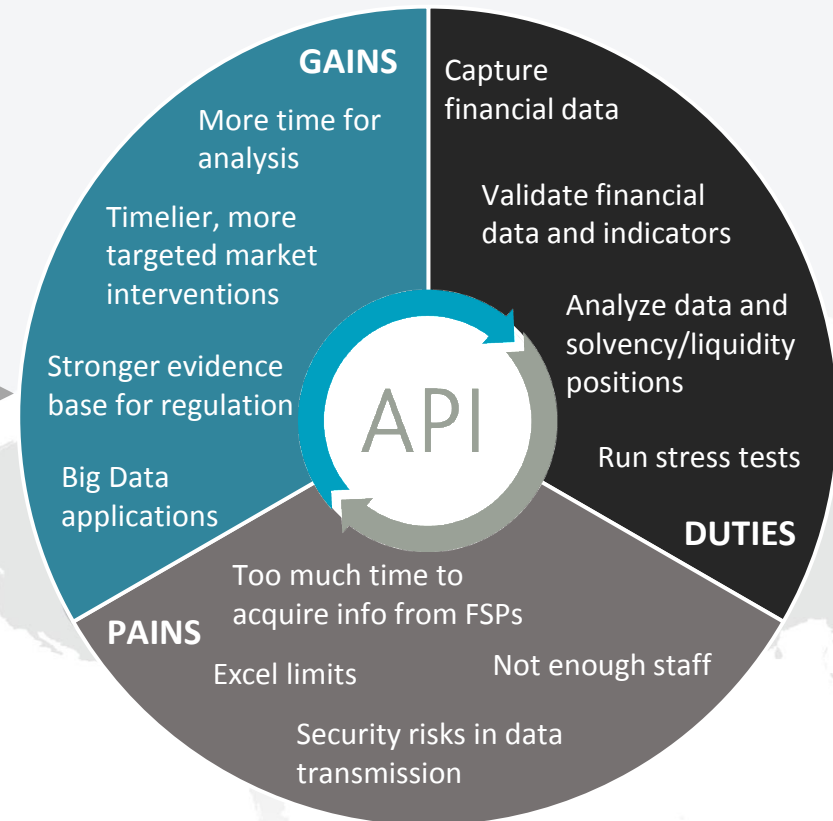 GAINS
More time for
analysis
Timelier, more
targeted market
interventions
Stronger evidence
base for regulation
Big Data
applications
Capture
financial data
Validate financial
data and indicators
Analyze data and
solvency/liquidity
positions
Run stress tests
DUTIES
API
Too much time to
acquire info from FSPs
PAINS
Excel limits
Not enough staff
Security risks in data
transmission